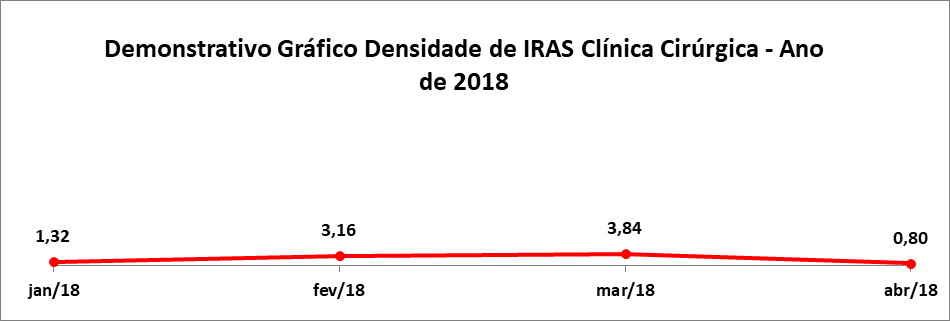 Demonstrativo Gráfico Densidade de IRAS Clínica Cirúrgica - Ano
de 2018
1,32
3,16
3,84
0,80
jan/18
fev/18
mar/18
abr/18